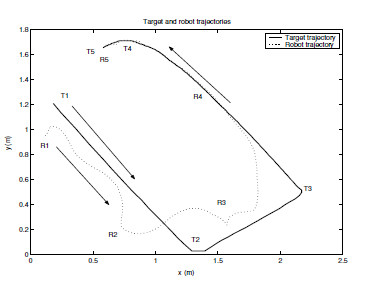 Target and robot trajectories
Target trajectory
Robot trajectory
1.8
1.6
1.4
1.2
1
0.8
0.6
0.4
0.2
0
y (m)
T5
T4
R5
T1
R4
R1
T3
R3
R2
T2
0
0.5
1
1.5
2
2.5
x (m)